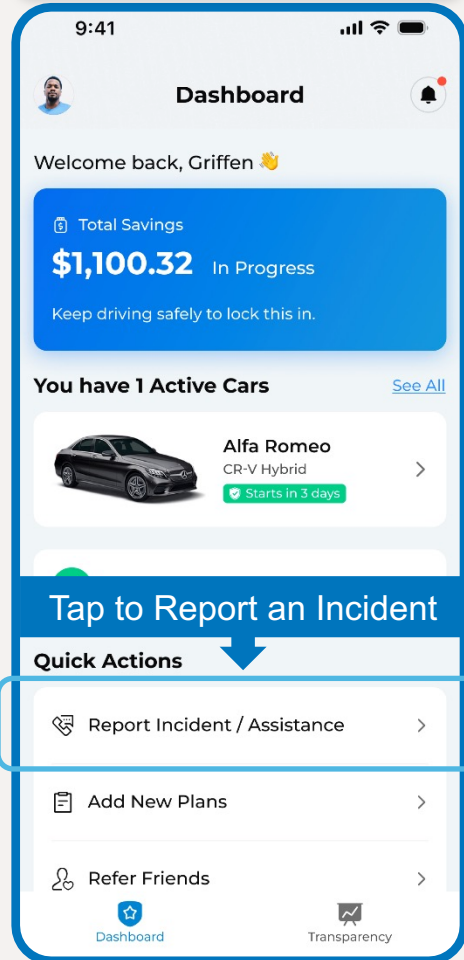 9:41
Dashboard
Welcome back, Griffen 👋
Total Savings
$1,100.32 In Progress
Keep driving safely to lock this in.
You have 1 Active Cars See All
Alfa Romeo
CR-V Hybrid
Starts in 3 days
Tap to Report an Incident
Quick Actions
Report Incident / Assistance
Add New Plans
Refer Friends
Dashboard Transparency